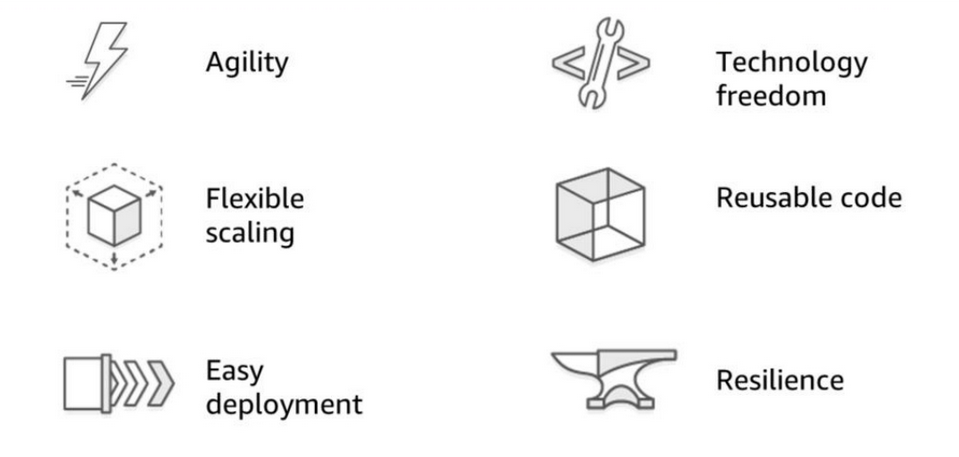 Agility
Technology
freedom
Flexible
scaling
Reusable code
Easy
deployment
Resilience